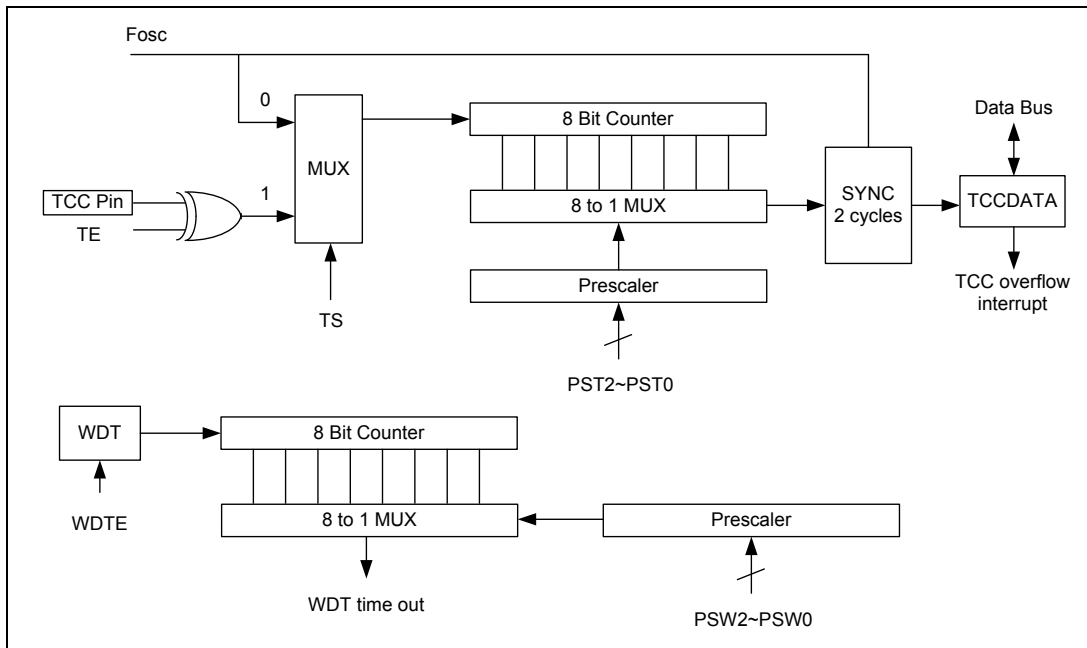 Fosc
0
MUX
1
TCC Pin
TE
TS
8 Bit Counter
8 to 1 MUX
Prescaler
PST2~PST0
SYNC
2 cycles
Data Bus
TCCDATA
TCC overflow
interrupt
WDT
WDTE
8 Bit Counter
8 to 1 MUX
WDT time out
Prescaler
PSW2~PSW0